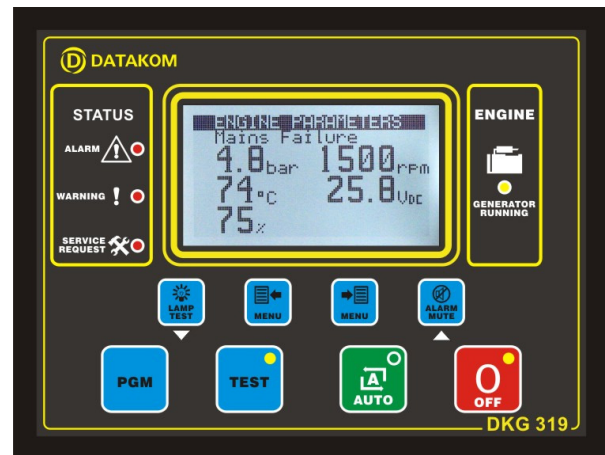 DATAKOM
STATUS
ALARM
WARNING
SERVICE
REQUEST
ENGINE PARAMETERS
Mains Failure
4.8bar 1500rpm
74°C 25.8VDC
75%
ENGINE
GENERATOR
RUNNING
LAMP
TEST
MENU
MENU
ALARM
MUTE
PGM
TEST
A
AUTO
O
OFF
DKG 319